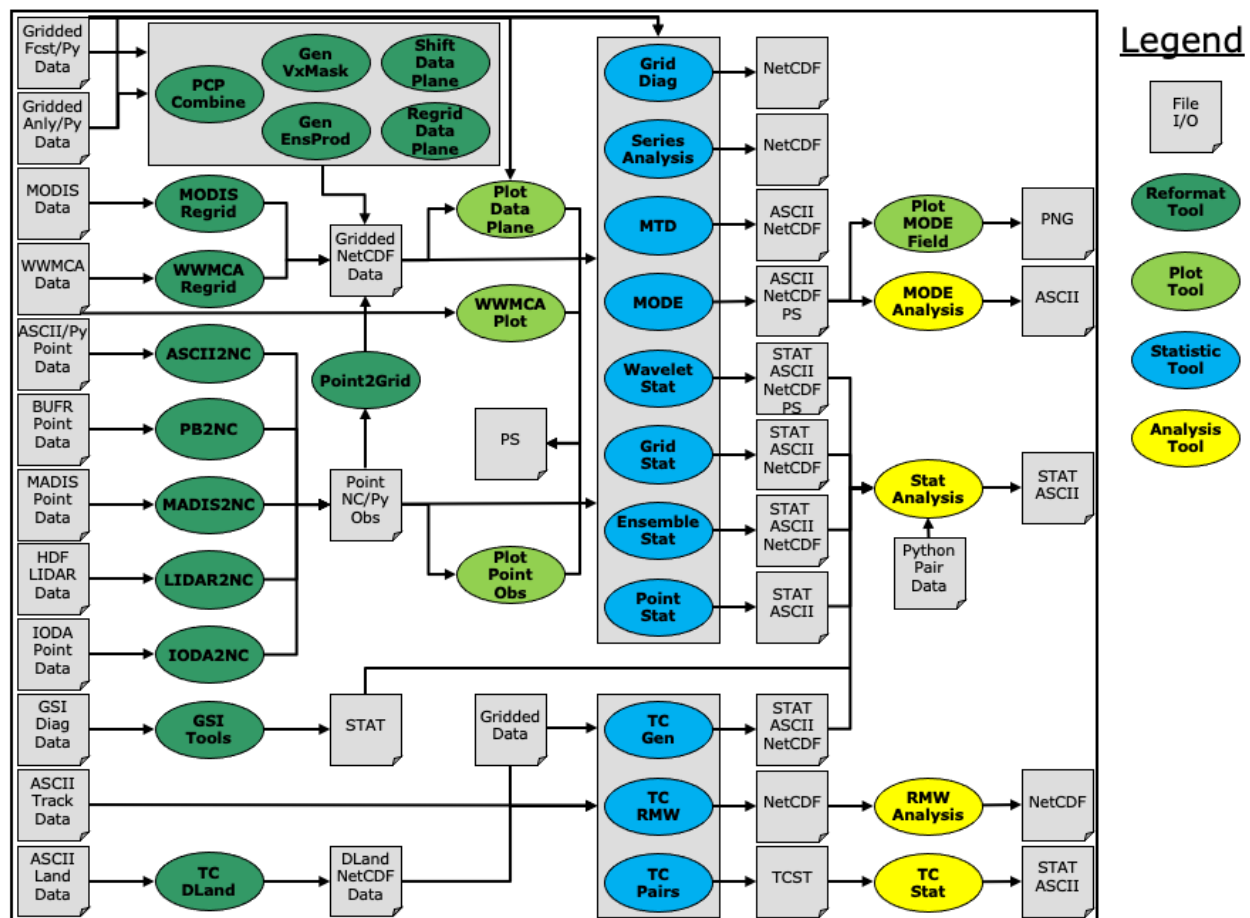 Legend
File
I/O
Reformat
Tool
Plot
Tool
Statistic
Tool
Analysis
Tool
Gridded
Fcst/Py
Data
Gridded
Anly/Py
Data
PCP
Combine
Gen
VxMask
Shift
Data
Plane
Gen
EnsProd
Regrid
Data
Plane
MODIS
Data
MODIS
Regrid
WWMCA
Data
WWMCA
Regrid
Gridded
NetCDF
Data
Plot
Data
Plane
WWMCA
Plot
ASCII/Py
Point
Data
ASCII2NC
Point2Grid
BUFR
Point
Data
PB2NC
PS
MADIS
Point
Data
MADIS2NC
Point
NC/Py
Obs
HDF
LIDAR
Data
LIDAR2NC
Plot
Point
Obs
IODA
Point
Data
IODA2NC
GSI
Diag
Data
GSI
Tools
STAT
Gridded
Data
ASCII
Track
Data
ASCII
Land
Data
TC
DLand
DLand
NetCDF
Data
Grid
Diag
NetCDF
Series
Analysis
NetCDF
MTD
ASCII
NetCDF
Plot
MODE
Field
PNG
MODE
ASCII
NetCDF
PS
MODE
Analysis
ASCII
Wavelet
Stat
STAT
ASCII
NetCDF
PS
Grid
Stat
STAT
ASCII
NetCDF
Stat
Analysis
STAT
ASCII
Ensemble
Stat
STAT
ASCII
NetCDF
Python
Pair
Data
Point
Stat
STAT
ASCII
TC
Gen
STAT
ASCII
NetCDF
TC
RMW
NetCDF
RMW
Analysis
NetCDF
TC
Pairs
TCST
TC
Stat
STAT
ASCII